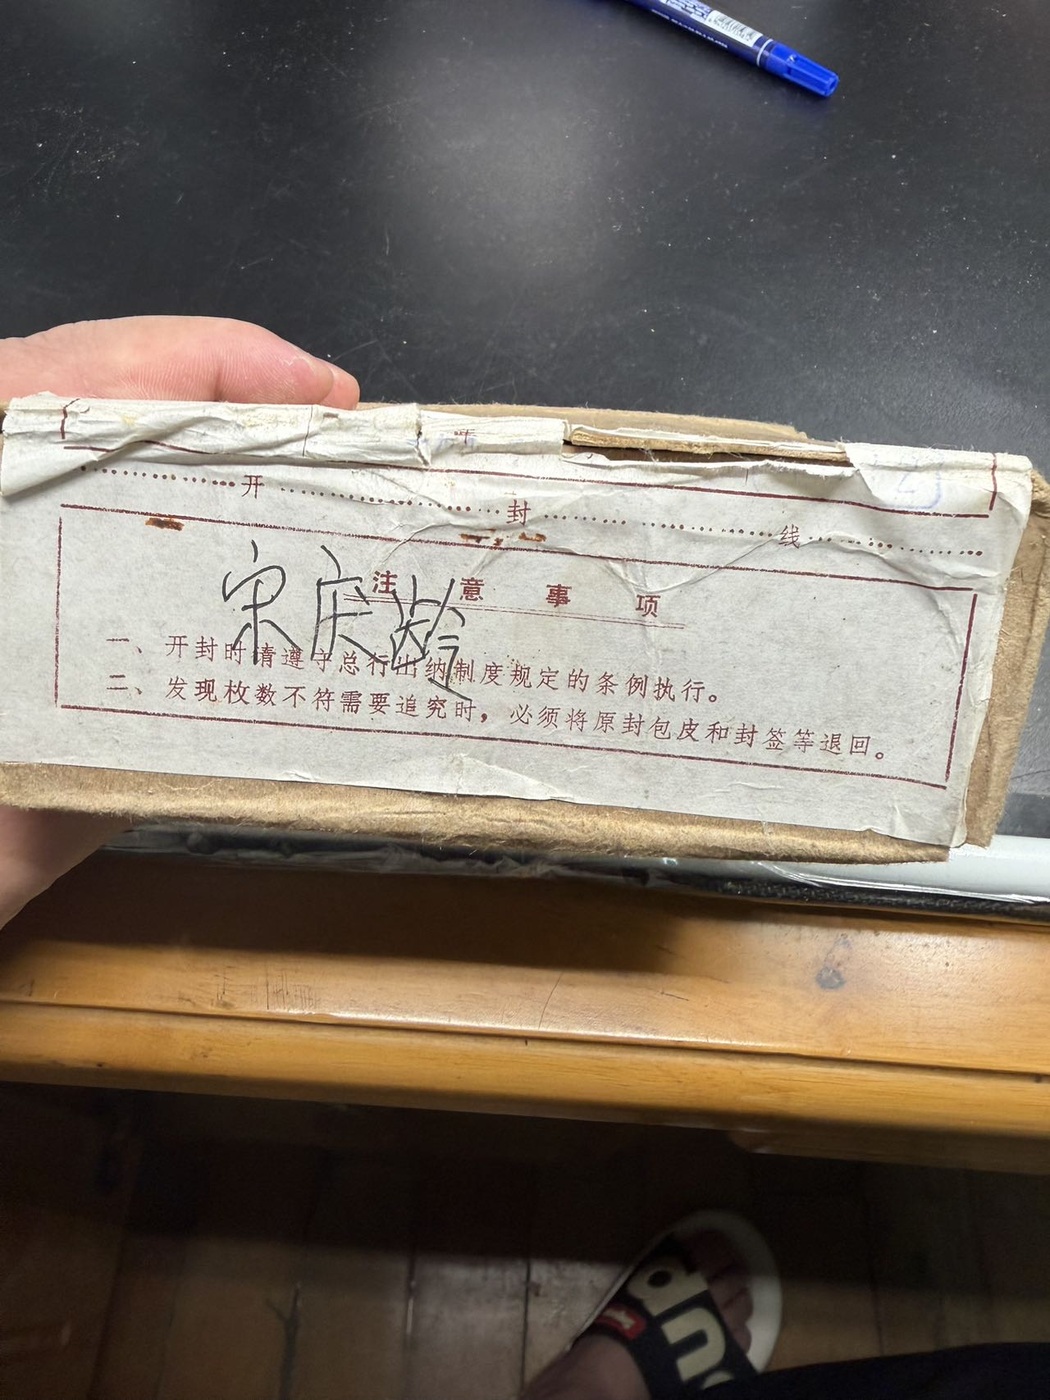 开封线
宋庆龄
注意事项
一、开封时请遵守总行出纳制度规定的条例执行。
二、发现枚数不符需要追究时，必须将原封包皮和封签等退回。